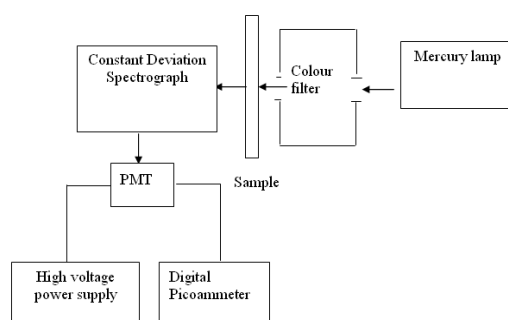 Constant Deviation
Spectrograph
Colour
filter
Mercury lamp
PMT
Sample
High voltage
power supply
Digital
Picoammeter